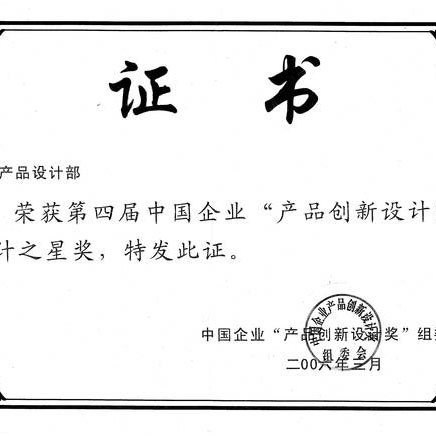 证 书
产品设计部
荣获第四届中国企业“产品创新设计
计之星奖，特发此证。
中国企业产品创新设计奖
组委会
中国企业“产品创新设计奖”组
二00六年三月